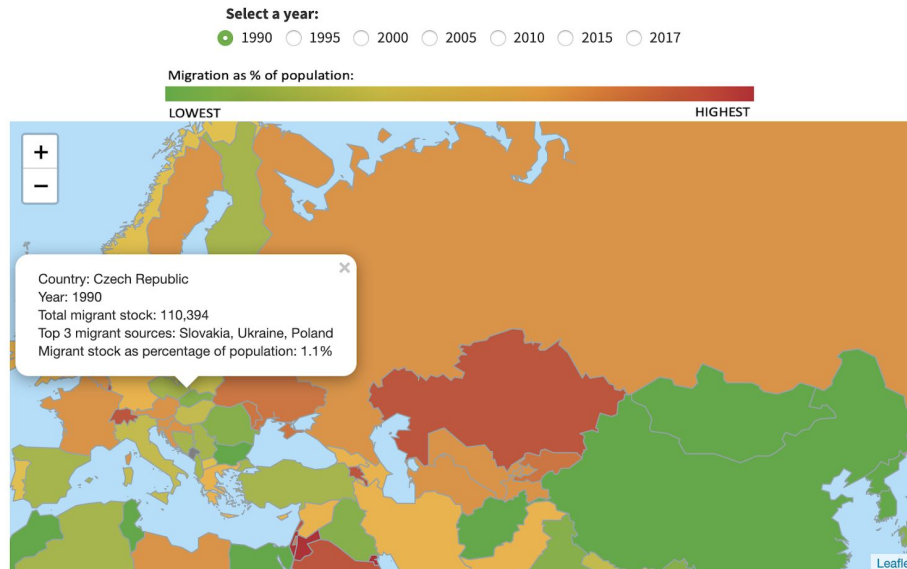 Select a year:
1990 1995 2000 2005 2010 2015 2017
Migration as % of population:
LOWEST HIGHEST
+
−
×
Country: Czech Republic
Year: 1990
Total migrant stock: 110,394
Top 3 migrant sources: Slovakia, Ukraine, Poland
Migrant stock as percentage of population: 1.1%
Leafle